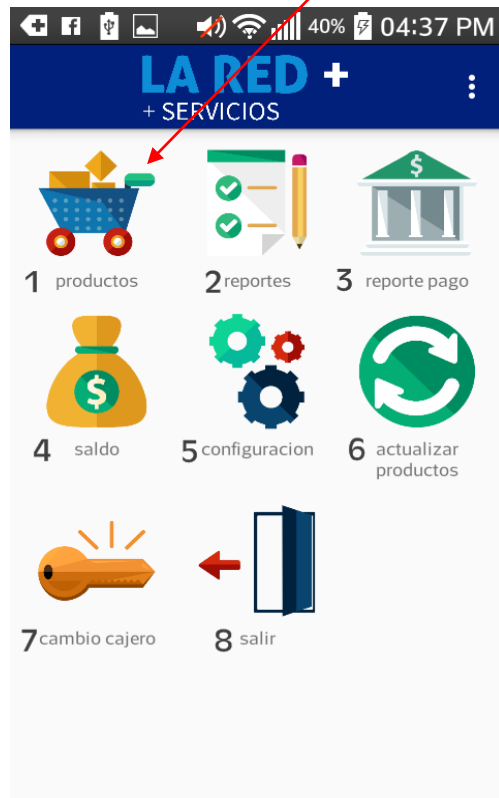 40% 04:37 PM
LA RED +
+ SERVICIOS
$
1 productos
2 reportes
3 reporte pago
$
4 saldo
5 configuracion
6 actualizar
productos
7 cambio cajero
8 salir